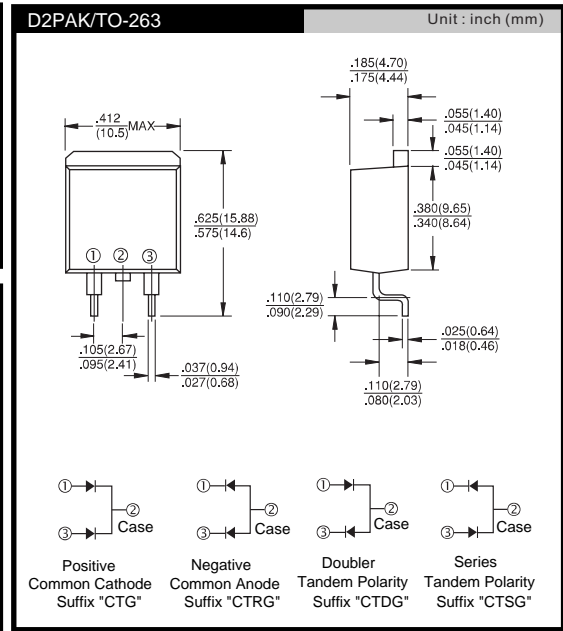 D2PAK/TO-263
Unit : inch (mm)
.412
(10.5)
MAX
.625(15.88)
.575(14.6)
① ② ③
.105(2.67)
.095(2.41)
.037(0.94)
.027(0.68)
.185(4.70)
.175(4.44)
.055(1.40)
.045(1.14)
.055(1.40)
.045(1.14)
.380(9.65)
.340(8.64)
.110(2.79)
.090(2.29)
.025(0.64)
.018(0.46)
.110(2.79)
.080(2.03)
①
②
Case
③
Positive
Common Cathode
Suffix "CTG"
①
②
Case
③
Negative
Common Anode
Suffix "CTRG"
①
②
Case
③
Doubler
Tandem Polarity
Suffix "CTDG"
①
②
Case
③
Series
Tandem Polarity
Suffix "CTSG"